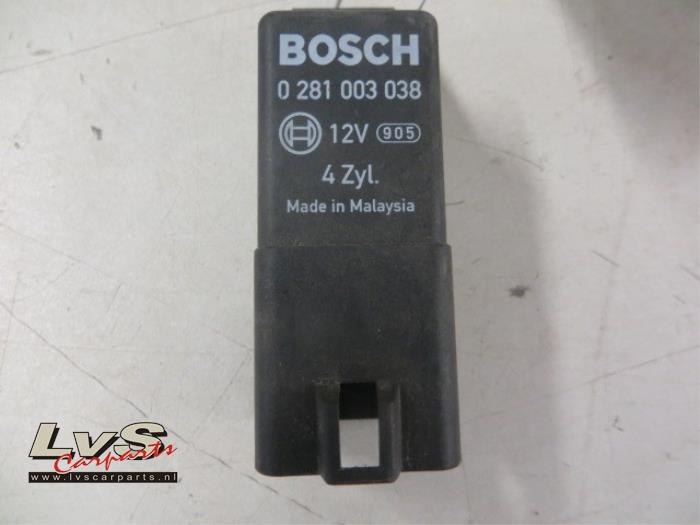 BOSCH
0 281 003 038
12V 905
4 Zyl.
Made in Malaysia
LvS
Carparts
www.lvscarparts.nl